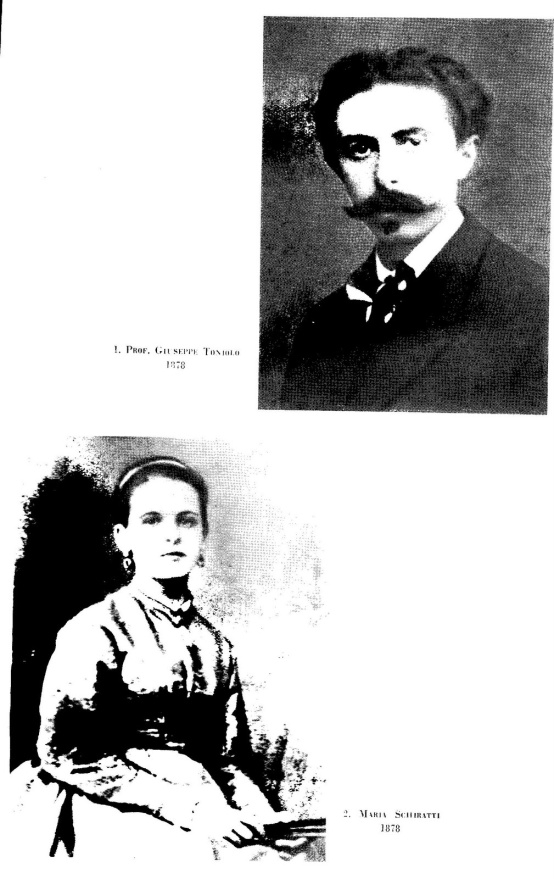 1. PROF. GIUSEPPE TONIOLO
1878
2. MARIA SCHIRATTI
1878